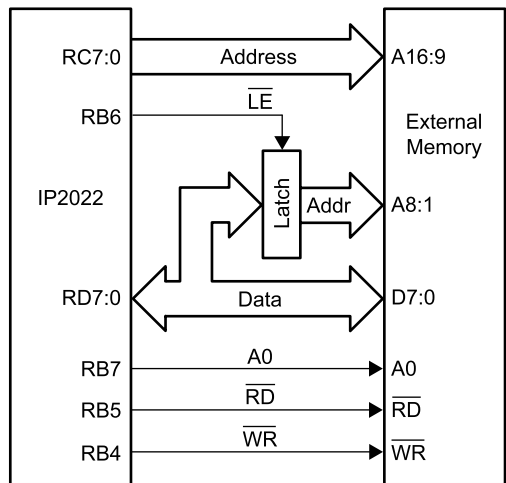 RC7:0 Address A16:9
RB6 LE
External
Memory
IP2022 Latch Addr A8:1
RD7:0 Data D7:0
RB7 A0 A0
RB5 RD RD
RB4 WR WR